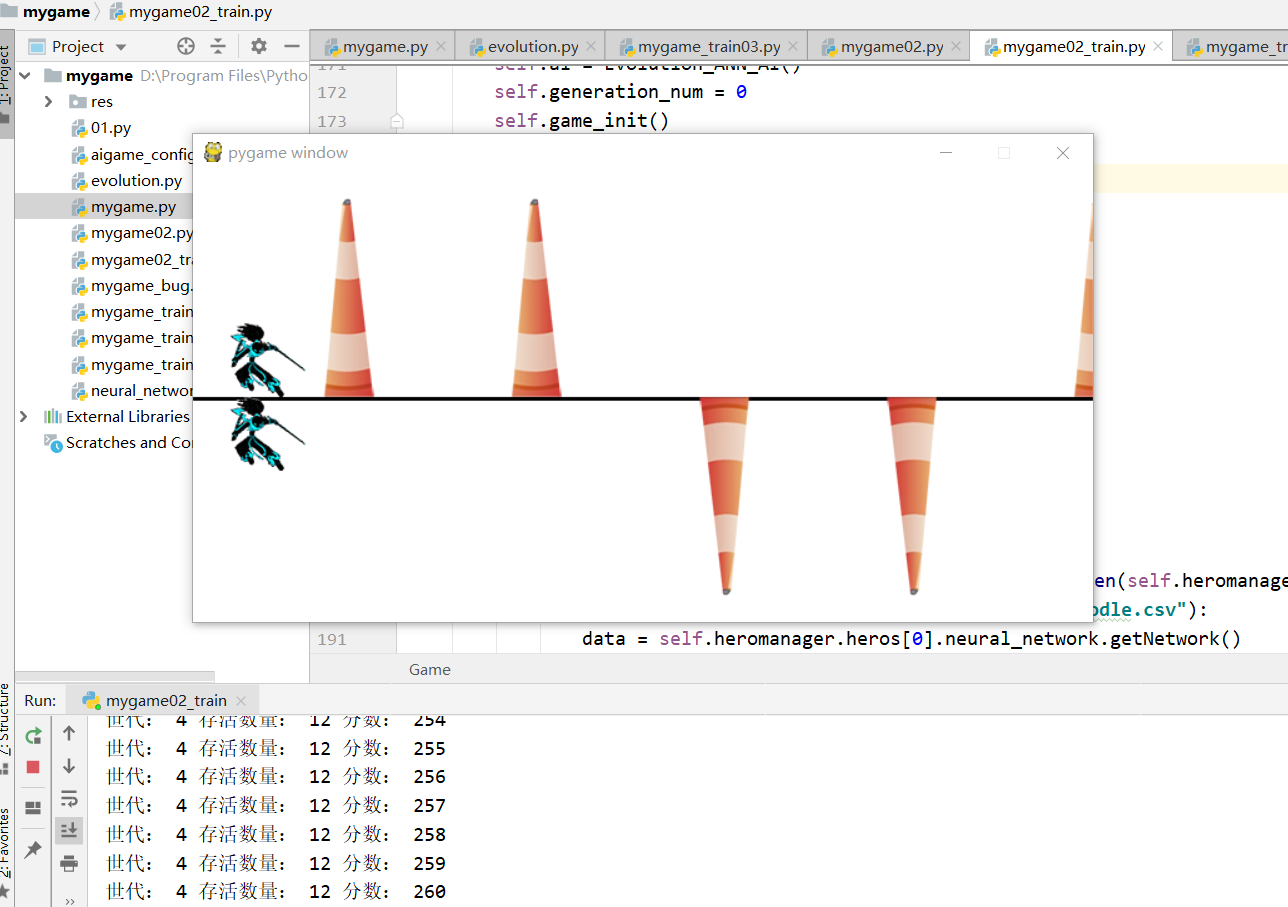 mygame mygame02_train.py
Project
mygame.py evolution.py mygame_train03.py mygame02.py mygame02_train.py mygame_tr
1: Project
mygame D:\Program Files\Pytho
res
01.py
aigame_config
evolution.py
mygame.py
mygame02.py
mygame02_tra
mygame_bug.
mygame_train
mygame_train
mygame_train
neural_networ
External Libraries
Scratches and Co
171 self.ai = Evolution_ANN_AI()
172 self.generation_num = 0
173 self.game_init()
pygame window
en(self.heromanage
odle.csv"):
191 data = self.heromanager.heros[0].neural_network.getNetwork()
Game
Run: mygame02_train
7: Structure
2: Favorites
世代： 4 存活数量： 12 分数： 254
世代： 4 存活数量： 12 分数： 255
世代： 4 存活数量： 12 分数： 256
世代： 4 存活数量： 12 分数： 257
世代： 4 存活数量： 12 分数： 258
世代： 4 存活数量： 12 分数： 259
世代： 4 存活数量： 12 分数： 260